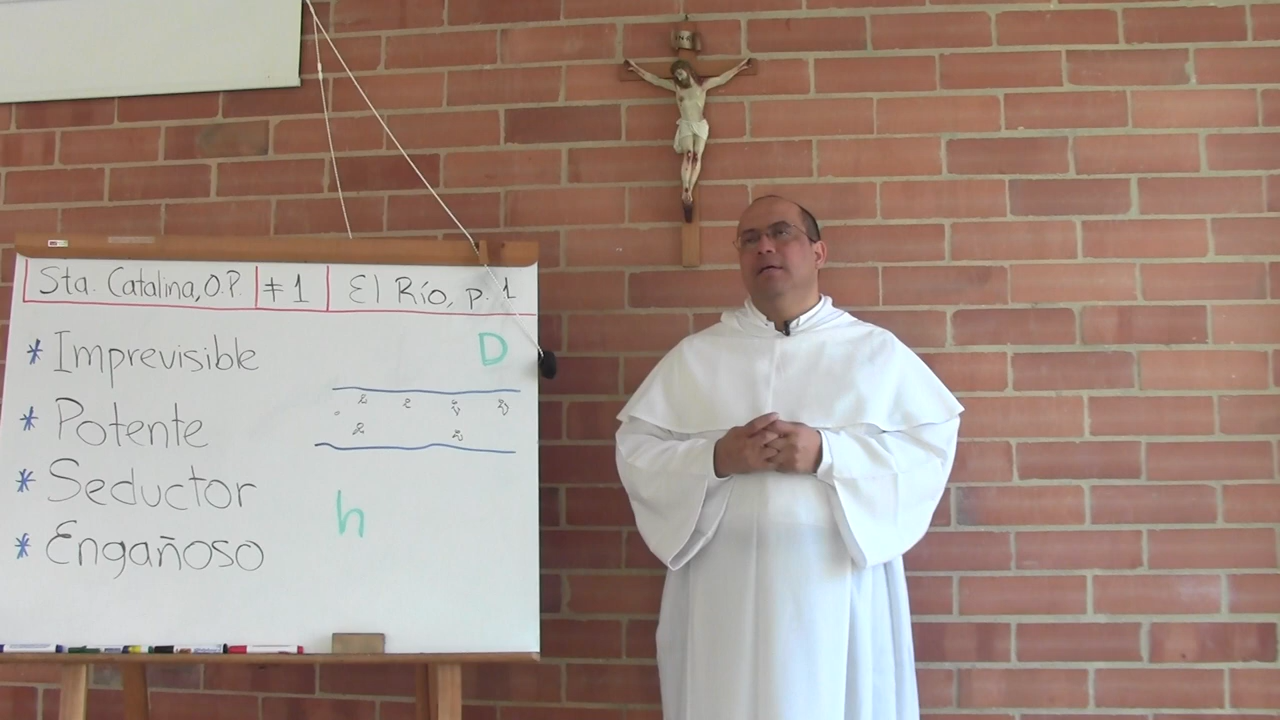 Sta. Catalina, O.P. #1 El Río, p. 1
* Imprevisible
D
* Potente
* Seductor
h
* Engañoso